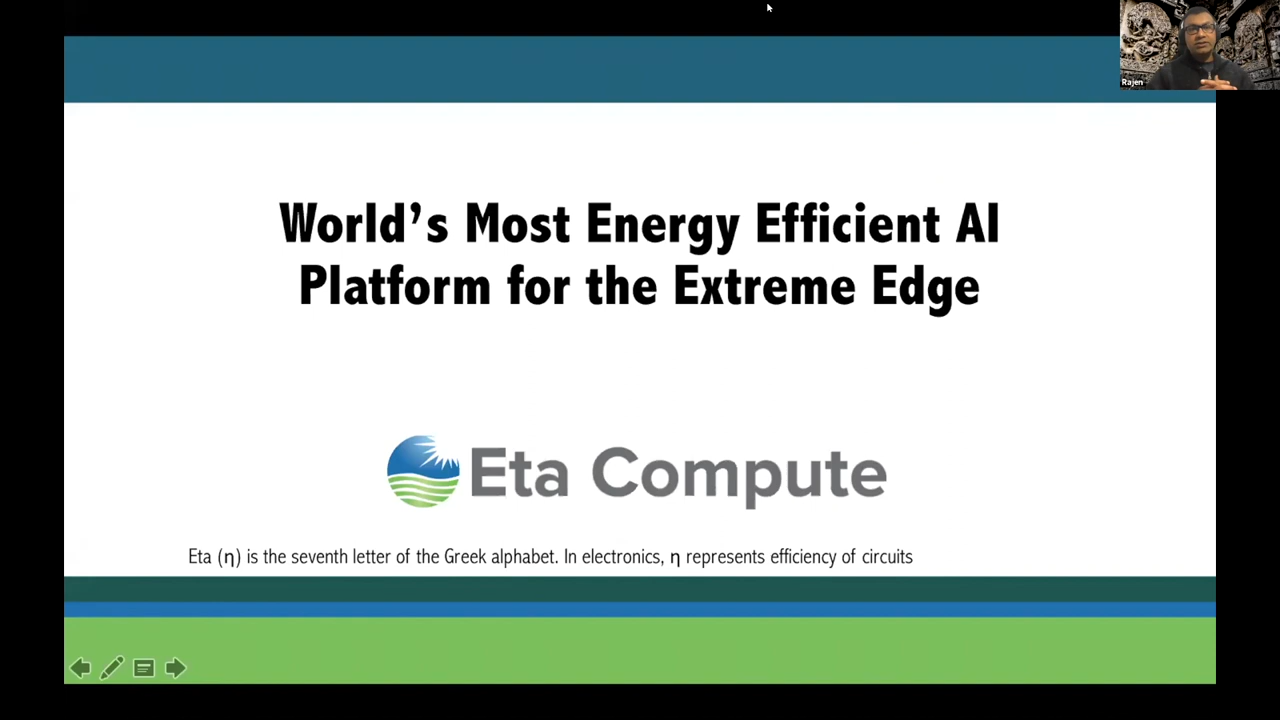 Rajen
World's Most Energy Efficient AI
Platform for the Extreme Edge
Eta Compute
Eta (η) is the seventh letter of the Greek alphabet. In electronics, η represents efficiency of circuits